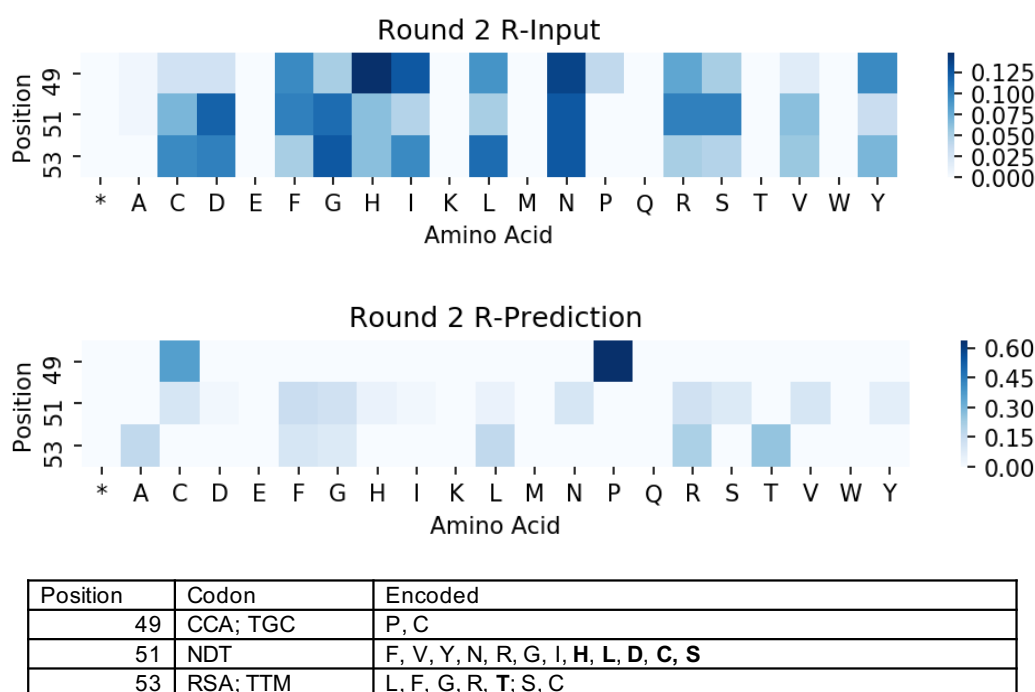 Round 2 R-Input
Position
49
51
53
0.125
0.100
0.075
0.050
0.025
0.000
* A C D E F G H I K L M N P Q R S T V W Y
Amino Acid
Round 2 R-Prediction
Position
49
51
53
0.60
0.45
0.30
0.15
0.00
* A C D E F G H I K L M N P Q R S T V W Y
Amino Acid
Position Codon Encoded
49 CCA; TGC P, C
51 NDT F, V, Y, N, R, G, I, H, L, D, C, S
53 RSA; TTM L, F, G, R, T; S, C